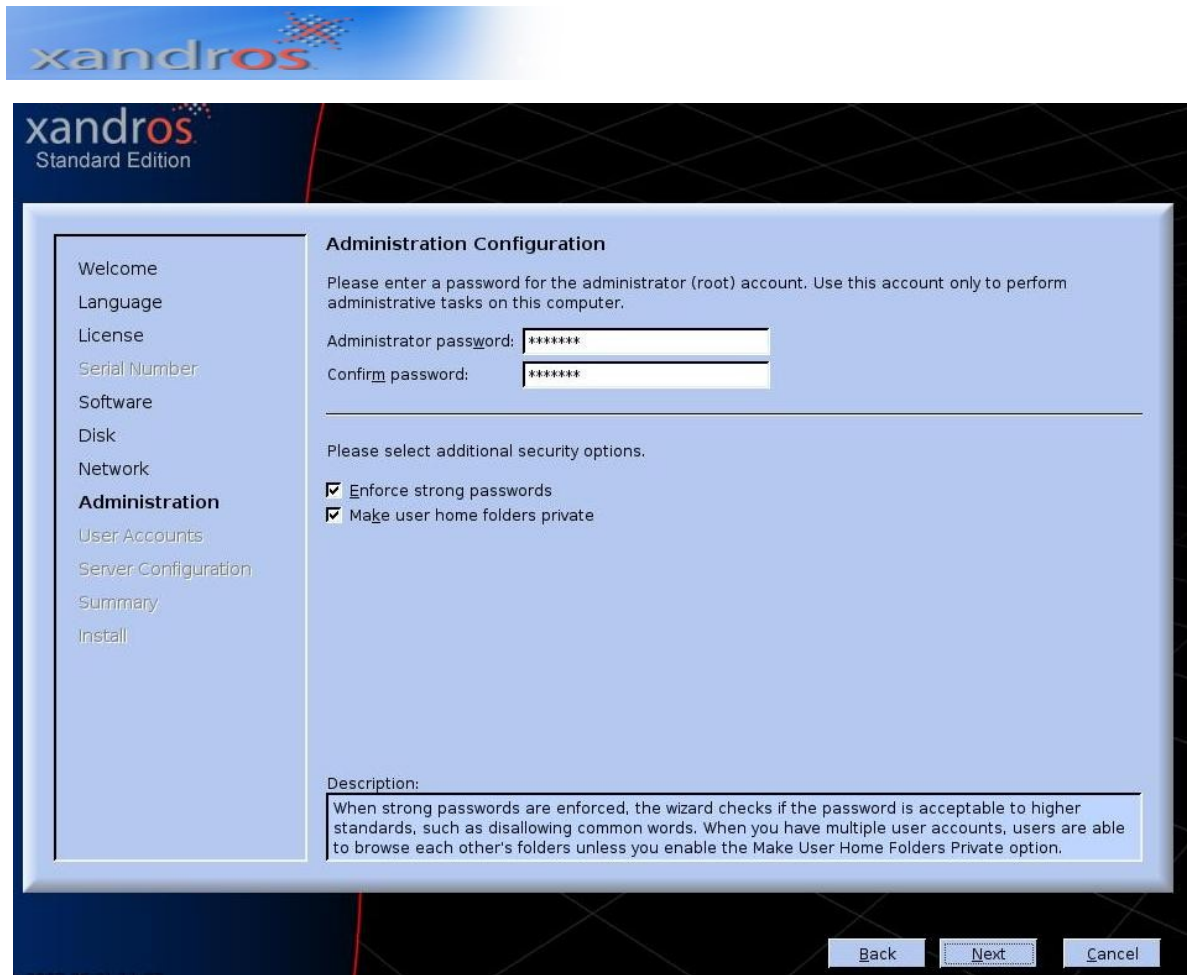 xandros
xandros
Standard Edition
Welcome
Language
License
Serial Number
Software
Disk
Network
Administration
User Accounts
Server Configuration
Summary
Install
Administration Configuration
Please enter a password for the administrator (root) account. Use this account only to perform
administrative tasks on this computer.
Administrator password: *******
Confirm password: *******
Please select additional security options.
Enforce strong passwords
Make user home folders private
Description:
When strong passwords are enforced, the wizard checks if the password is acceptable to higher
standards, such as disallowing common words. When you have multiple user accounts, users are able
to browse each other's folders unless you enable the Make User Home Folders Private option.
Back Next Cancel